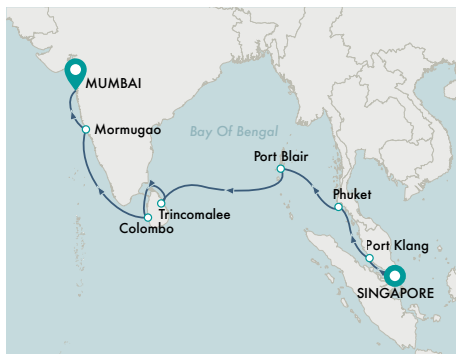 MUMBAI
Mormugao
Bay Of Bengal
Port Blair
Phuket
Trincomalee
Colombo
Port Klang
SINGAPORE